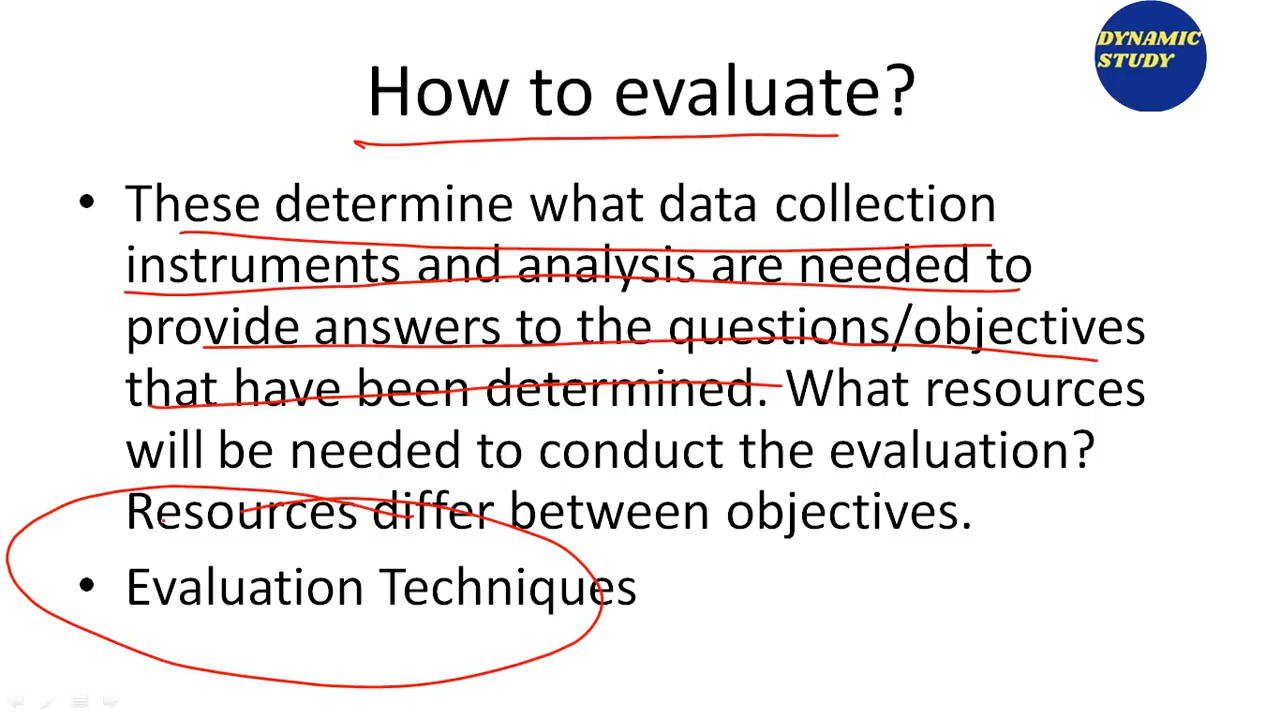 DYNAMIC
STUDY
How to evaluate?
• These determine what data collection
instruments and analysis are needed to
provide answers to the questions/objectives
that have been determined. What resources
will be needed to conduct the evaluation?
Resources differ between objectives.
• Evaluation Techniques